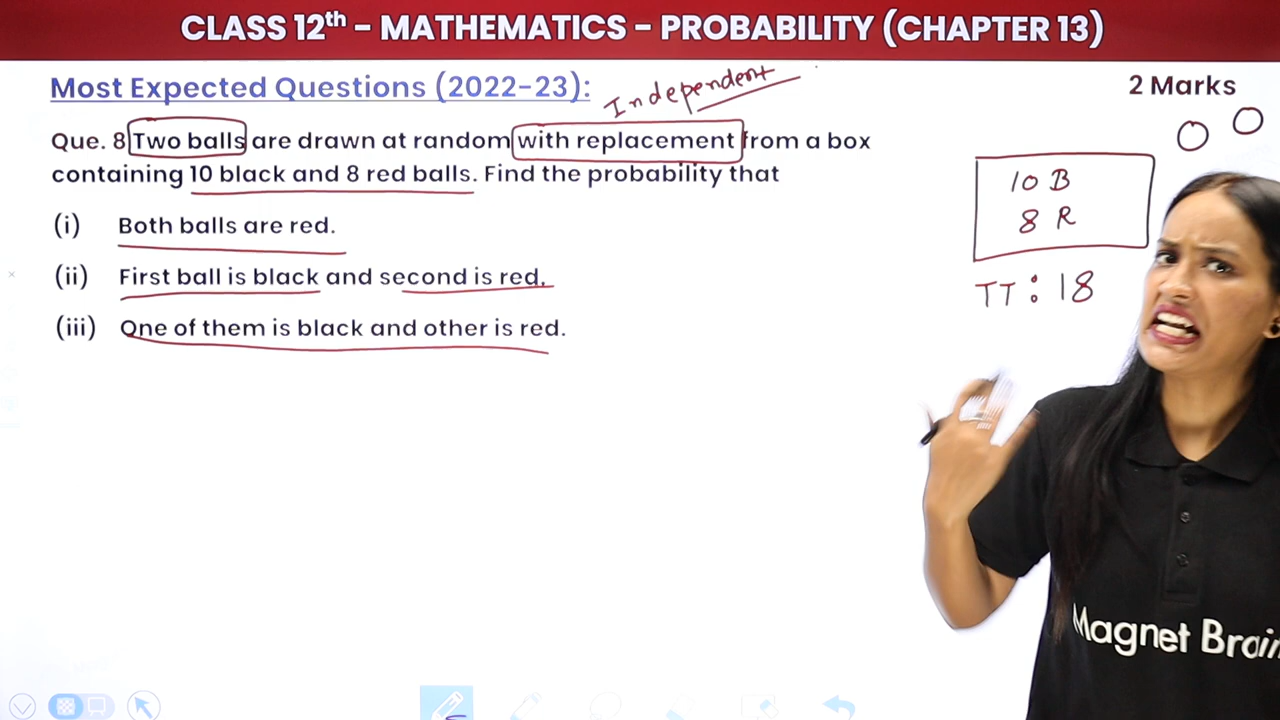 CLASS 12th - MATHEMATICS - PROBABILITY (CHAPTER 13)
Most Expected Questions (2022-23):
Independent
2 Marks
Que. 8 Two balls are drawn at random with replacement from a box
containing 10 black and 8 red balls. Find the probability that
(i) Both balls are red.
(ii) First ball is black and second is red.
(iii) One of them is black and other is red.
10 B
8 R
TT : 18
Magnet Brain